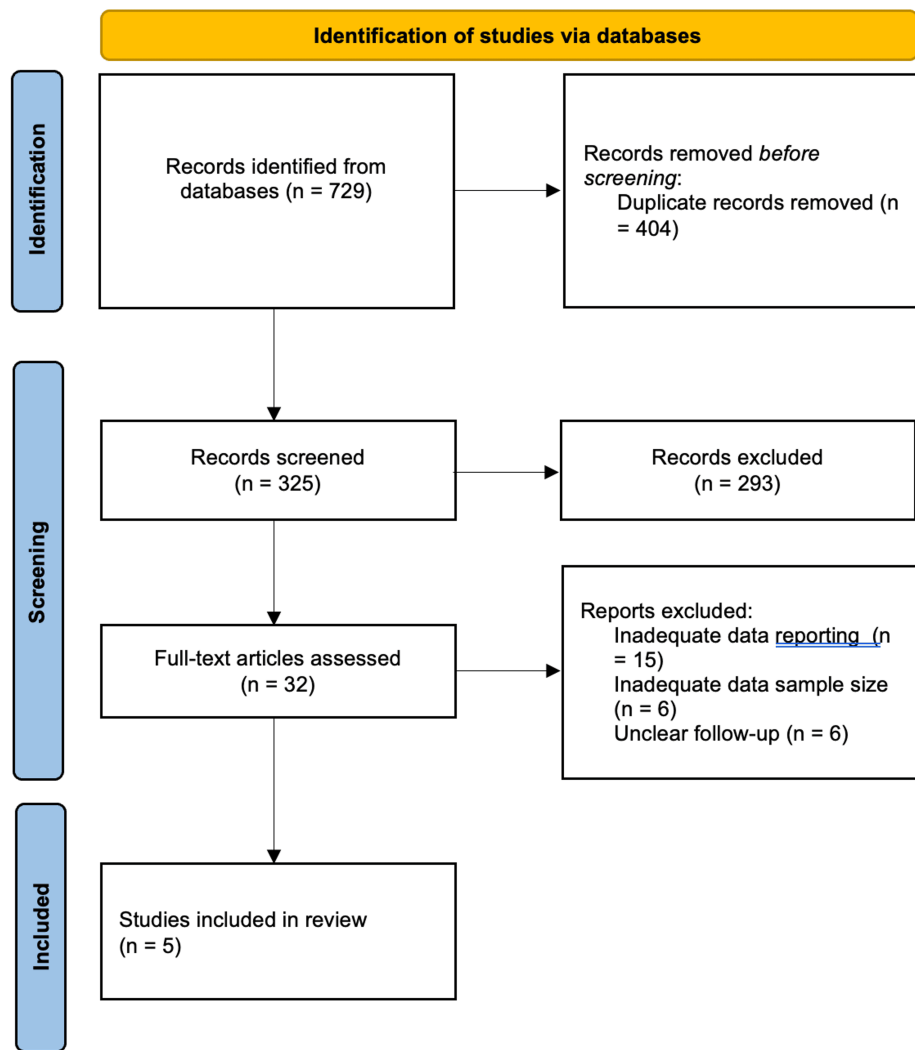 Identification of studies via databases
Identification
Records identified from
databases (n = 729)
Records removed before
screening:
Duplicate records removed (n
= 404)
Screening
Records screened
(n = 325)
Records excluded
(n = 293)
Full-text articles assessed
(n = 32)
Reports excluded:
Inadequate data reporting  (n
= 15)
Inadequate data sample size
(n = 6)
Unclear follow-up (n = 6)
Included
Studies included in review
(n = 5)